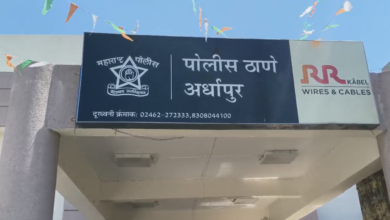 महाराष्ट्र पोलीस
पोलीस ठाणे
अर्धापुर
दुरध्वनी क्रमांक: 02462-272333,8308044100
RR KABEL
WIRES & CABLES